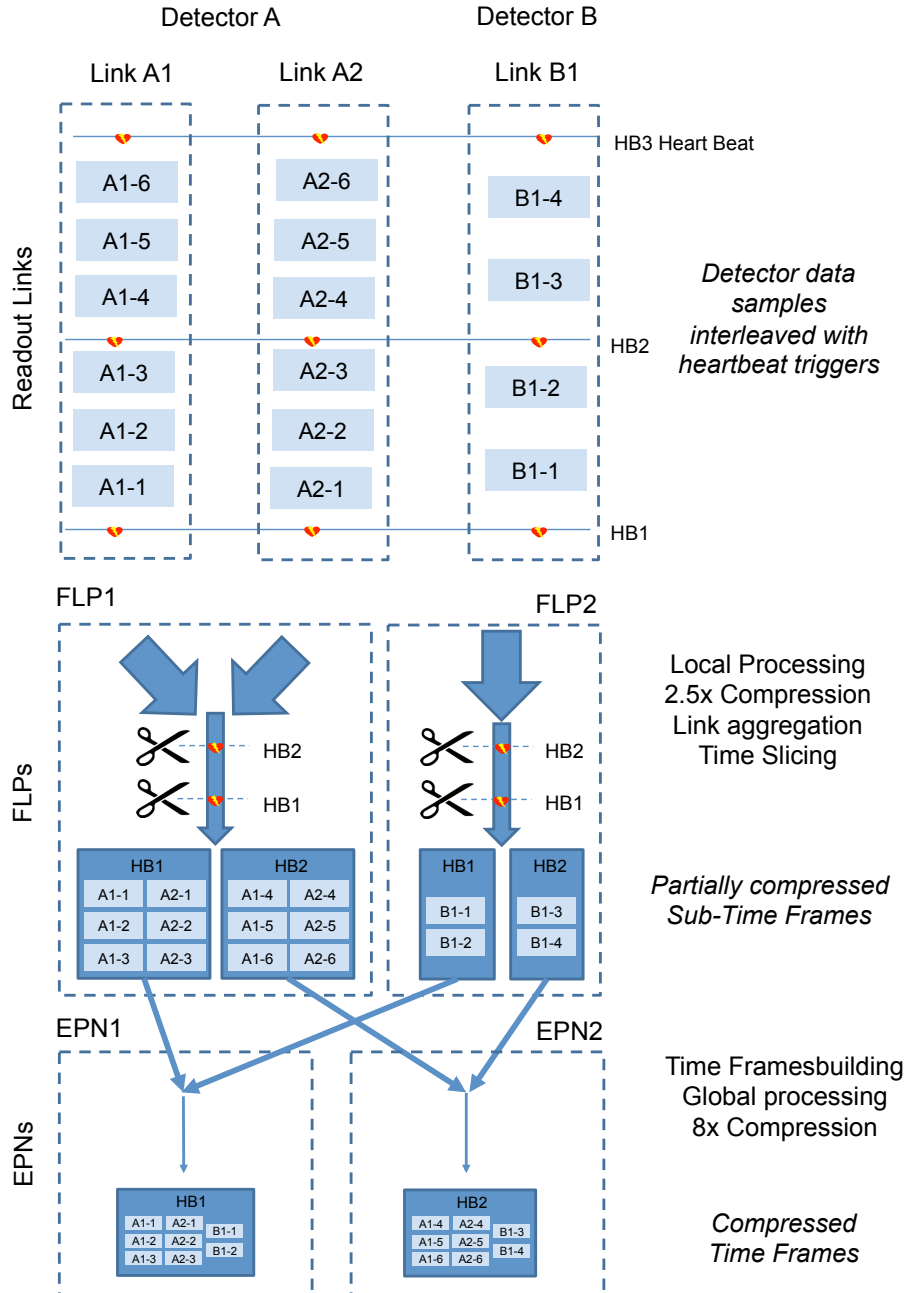 Detector A
Detector B
Link A1
Link A2
Link B1
HB3 Heart Beat
A1-6
A2-6
B1-4
A1-5
A2-5
B1-3
A1-4
A2-4
Readout Links
Detector data
samples
interleaved with
heartbeat triggers
HB2
A1-3
A2-3
B1-2
A1-2
A2-2
B1-1
A1-1
A2-1
HB1
FLP1
FLP2
FLPs
HB2
HB1
HB2
HB1
Local Processing
2.5x Compression
Link aggregation
Time Slicing
HB1
A1-1 A2-1
A1-2 A2-2
A1-3 A2-3
HB2
A1-4 A2-4
A1-5 A2-5
A1-6 A2-6
HB1
B1-1
B1-2
HB2
B1-3
B1-4
Partially compressed
Sub-Time Frames
EPN1
EPN2
EPNs
Time Framesbuilding
Global processing
8x Compression
HB1
A1-1 A2-1 B1-1
A1-2 A2-2 B1-2
A1-3 A2-3
HB2
A1-4 A2-4 B1-3
A1-5 A2-5 B1-4
A1-6 A2-6
Compressed
Time Frames